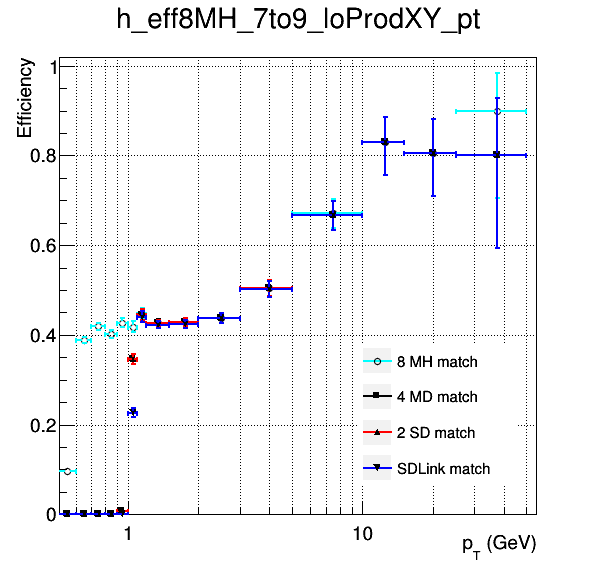 h_eff8MH_7to9_loProdXY_pt
Efficiency
1
0.8
0.6
0.4
0.2
0
8 MH match
4 MD match
2 SD match
SDLink match
1
10
p_T (GeV)